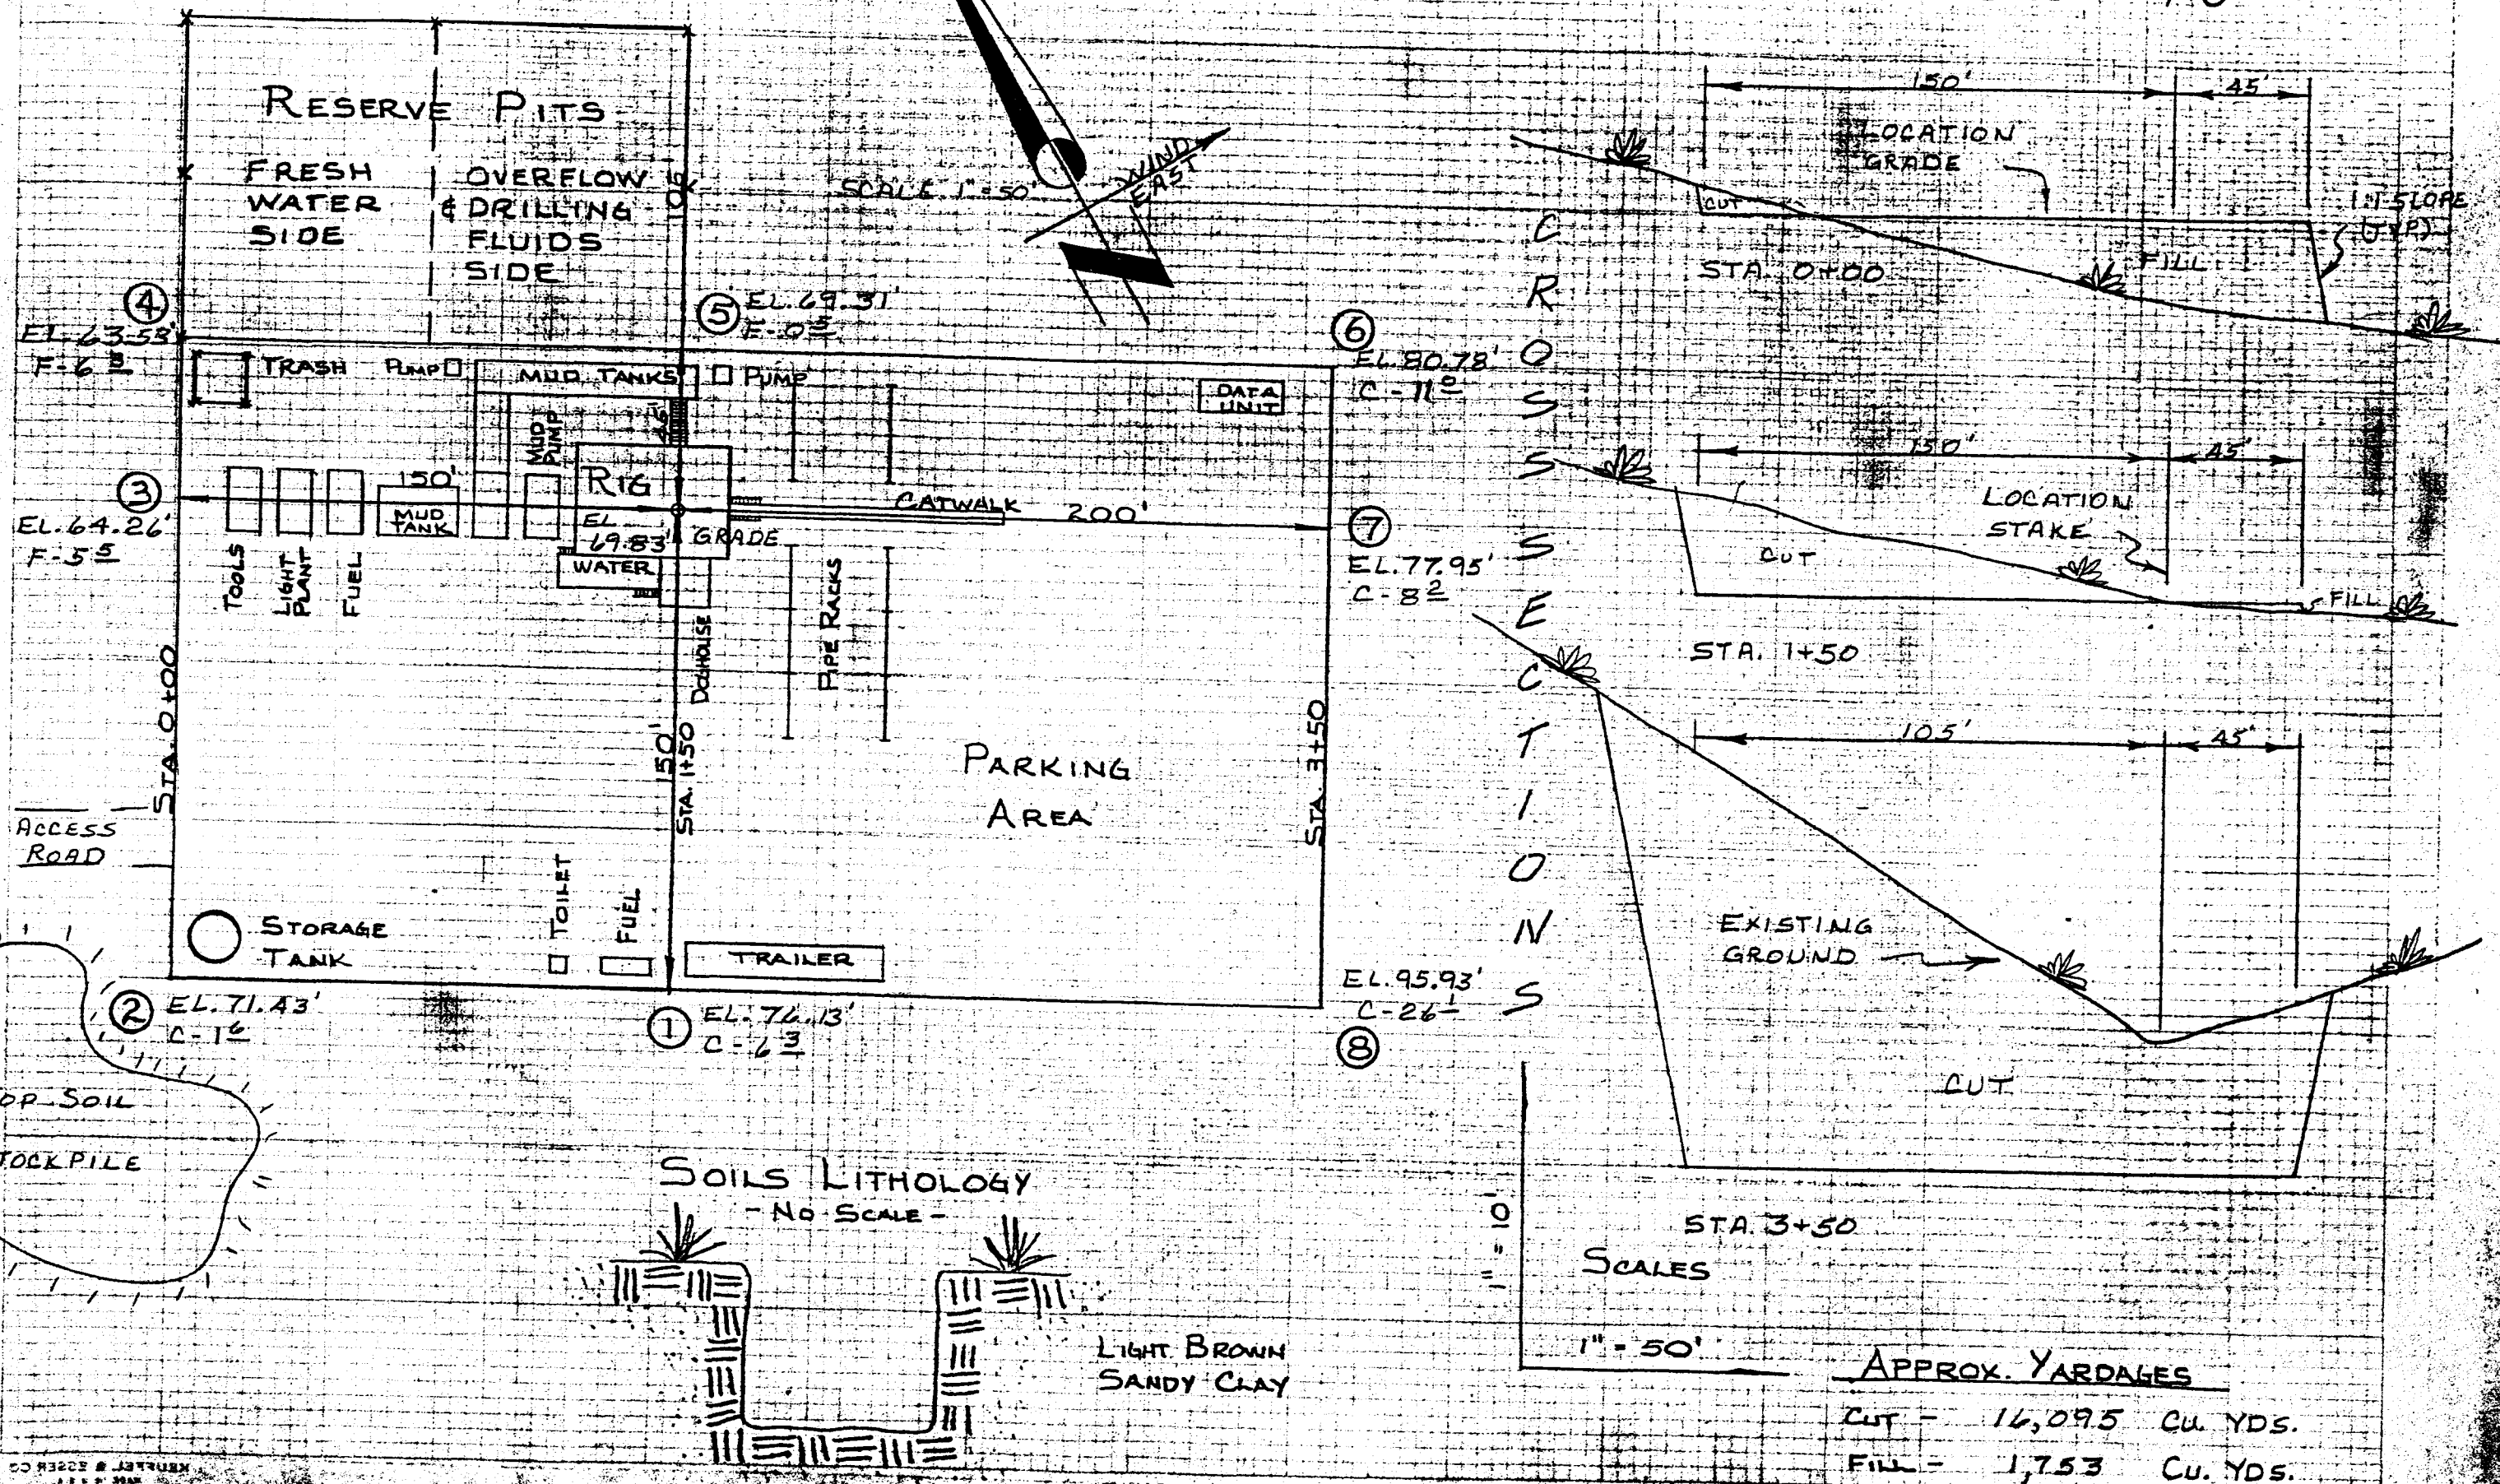 RESERVE PITS
FRESH
WATER
SIDE
OVERFLOW
& DRILLING
FLUIDS
SIDE
105'
SCALE 1" = 50'
WIND
EAST
④
EL. 63.58'
F-6 3
⑤ EL. 69.31'
F-0 5
⑥
EL. 80.78'
C-11 0
TRASH
PUMP
MUD TANKS
PUMP
DATA
UNIT
MUD
PUMP
46'
③
EL. 64.26'
F-5 5
150'
MUD
TANK
RIG
EL.
69.83' GRADE
WATER
CATWALK
200'
⑦
EL. 77.95'
C-8 2
TOOLS
LIGHT
PLANT
FUEL
DOGHOUSE
PIPE RACKS
STA. 0+00
150'
STA. 1+50
STA. 3+50
PARKING
AREA
ACCESS
ROAD
STORAGE
TANK
TOILET
FUEL
TRAILER
② EL. 71.43'
C-1 6
① EL. 76.13'
C-6 3
EL. 95.93'
C-26 1
⑧
OP SOIL
TOCKPILE
SOILS LITHOLOGY
- NO SCALE -
LIGHT BROWN
SANDY CLAY
CROSS SECTIONS
150'
45'
LOCATION
GRADE
CUT
1:1 SLOPE
(TYP.)
FILL
STA. 0+00
150'
45'
LOCATION
STAKE
CUT
FILL
STA. 1+50
105'
45'
EXISTING
GROUND
CUT
STA. 3+50
SCALES
1" = 10'
1" = 50'
APPROX. YARDAGES
CUT - 16,095 CU. YDS.
FILL - 1,753 CU. YDS.
KEUFFEL & ESSER CO